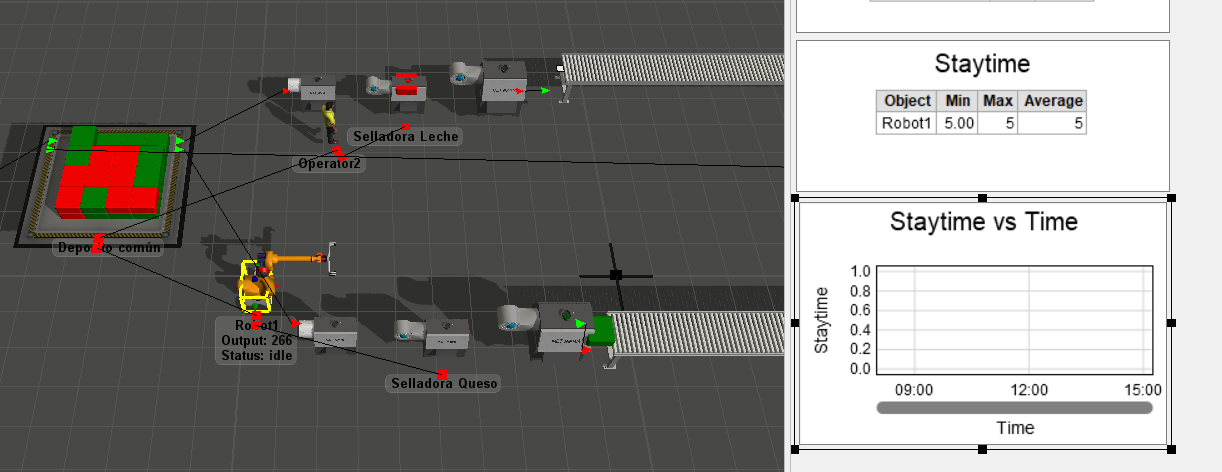 Selladora Leche
Operator2
Depósito común
Robot1
Output: 266
Status: idle
Selladora Queso
Staytime
Object Min Max Average
Robot1 5.00 5 5
Staytime vs Time
Staytime
1.0
0.8
0.6
0.4
0.2
0.0
09:00 12:00 15:00
Time